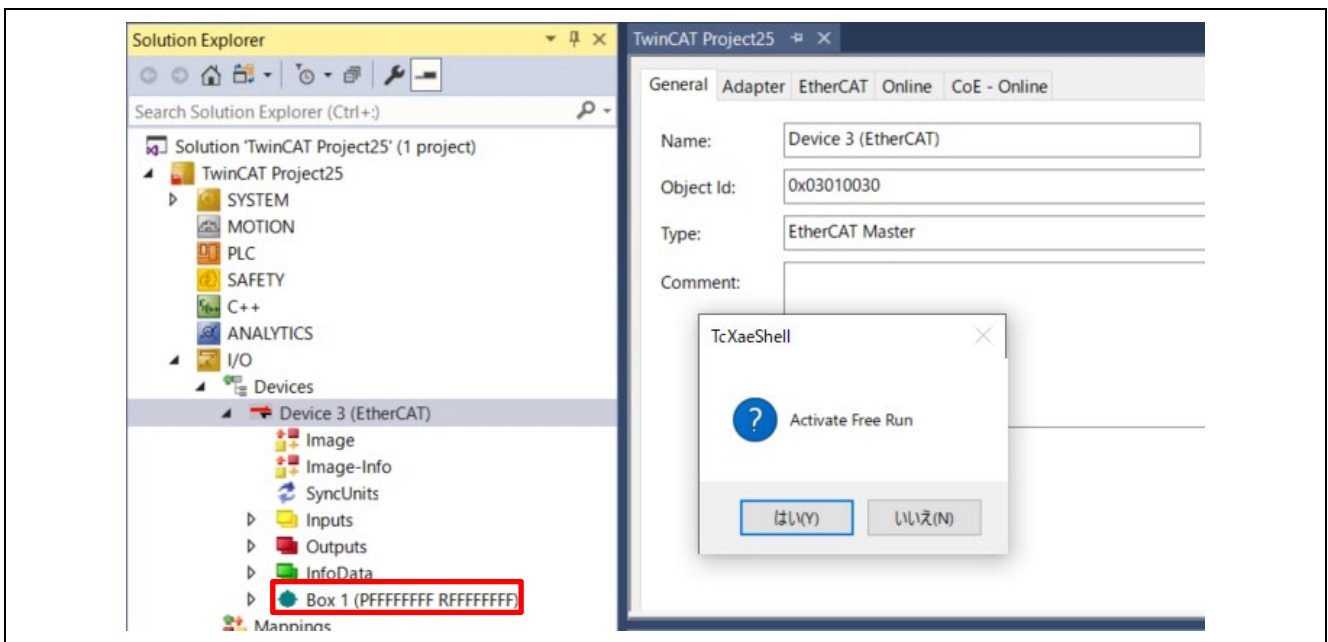 Solution Explorer
Search Solution Explorer (Ctrl+:)
Solution 'TwinCAT Project25' (1 project)
TwinCAT Project25
SYSTEM
MOTION
PLC
SAFETY
C++
ANALYTICS
I/O
Devices
Device 3 (EtherCAT)
Image
Image-Info
SyncUnits
Inputs
Outputs
InfoData
Box 1 (PFFFFFFFF RFFFFFFFF)
Mappings
TwinCAT Project25
General Adapter EtherCAT Online CoE - Online
Name: Device 3 (EtherCAT)
Object Id: 0x03010030
Type: EtherCAT Master
Comment:
TcXaeShell
Activate Free Run
はい(Y) いいえ(N)